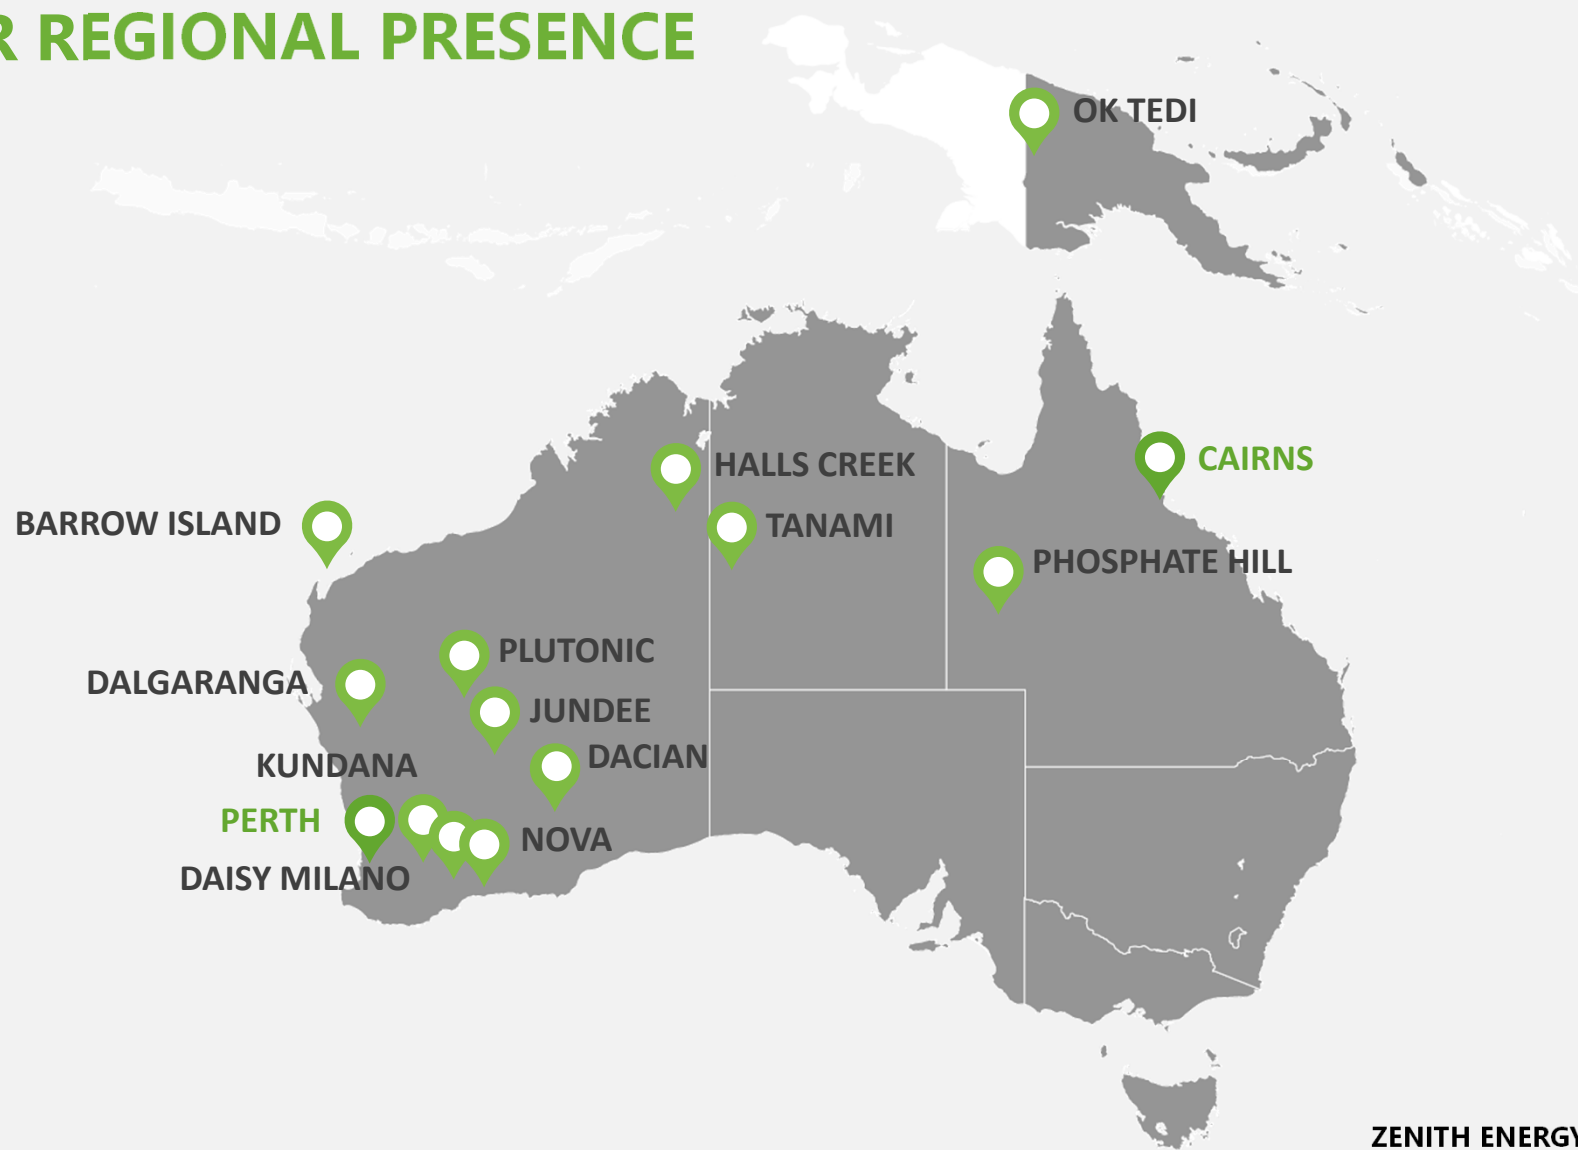 R REGIONAL PRESENCE
OK TEDI
CAIRNS
HALLS CREEK
BARROW ISLAND
TANAMI
PHOSPHATE HILL
PLUTONIC
DALGARANGA
JUNDEE
DACIAN
KUNDANA
PERTH
NOVA
DAISY MILANO
ZENITH ENERGY